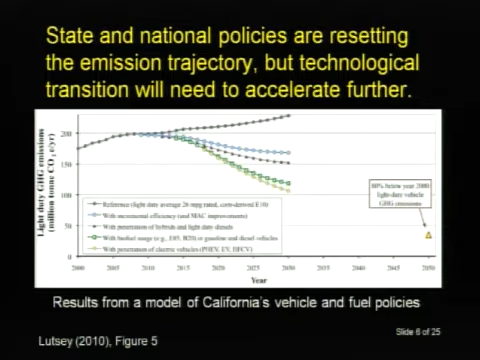 State and national policies are resetting
the emission trajectory, but technological
transition will need to accelerate further.
Light duty GHG emissions
(million tonne CO2e/yr)
200
150
100
50
0
2000 2005 2010 2015 2020 2025 2030 2035 2040 2045 2050
Year
Reference (light duty average 26 mpg rated, corn-derived E10)
With incremental efficiency (and MAC improvements)
With penetration of hybrids and light duty diesels
With biofuel usage (e.g., E85, B20) in gasoline and diesel vehicles
With penetration of electric vehicles (PHEV, EV, HFCV)
80% below year 2000
light-duty vehicle
GHG emissions
Results from a model of California's vehicle and fuel policies
Slide 6 of 25
Lutsey (2010), Figure 5